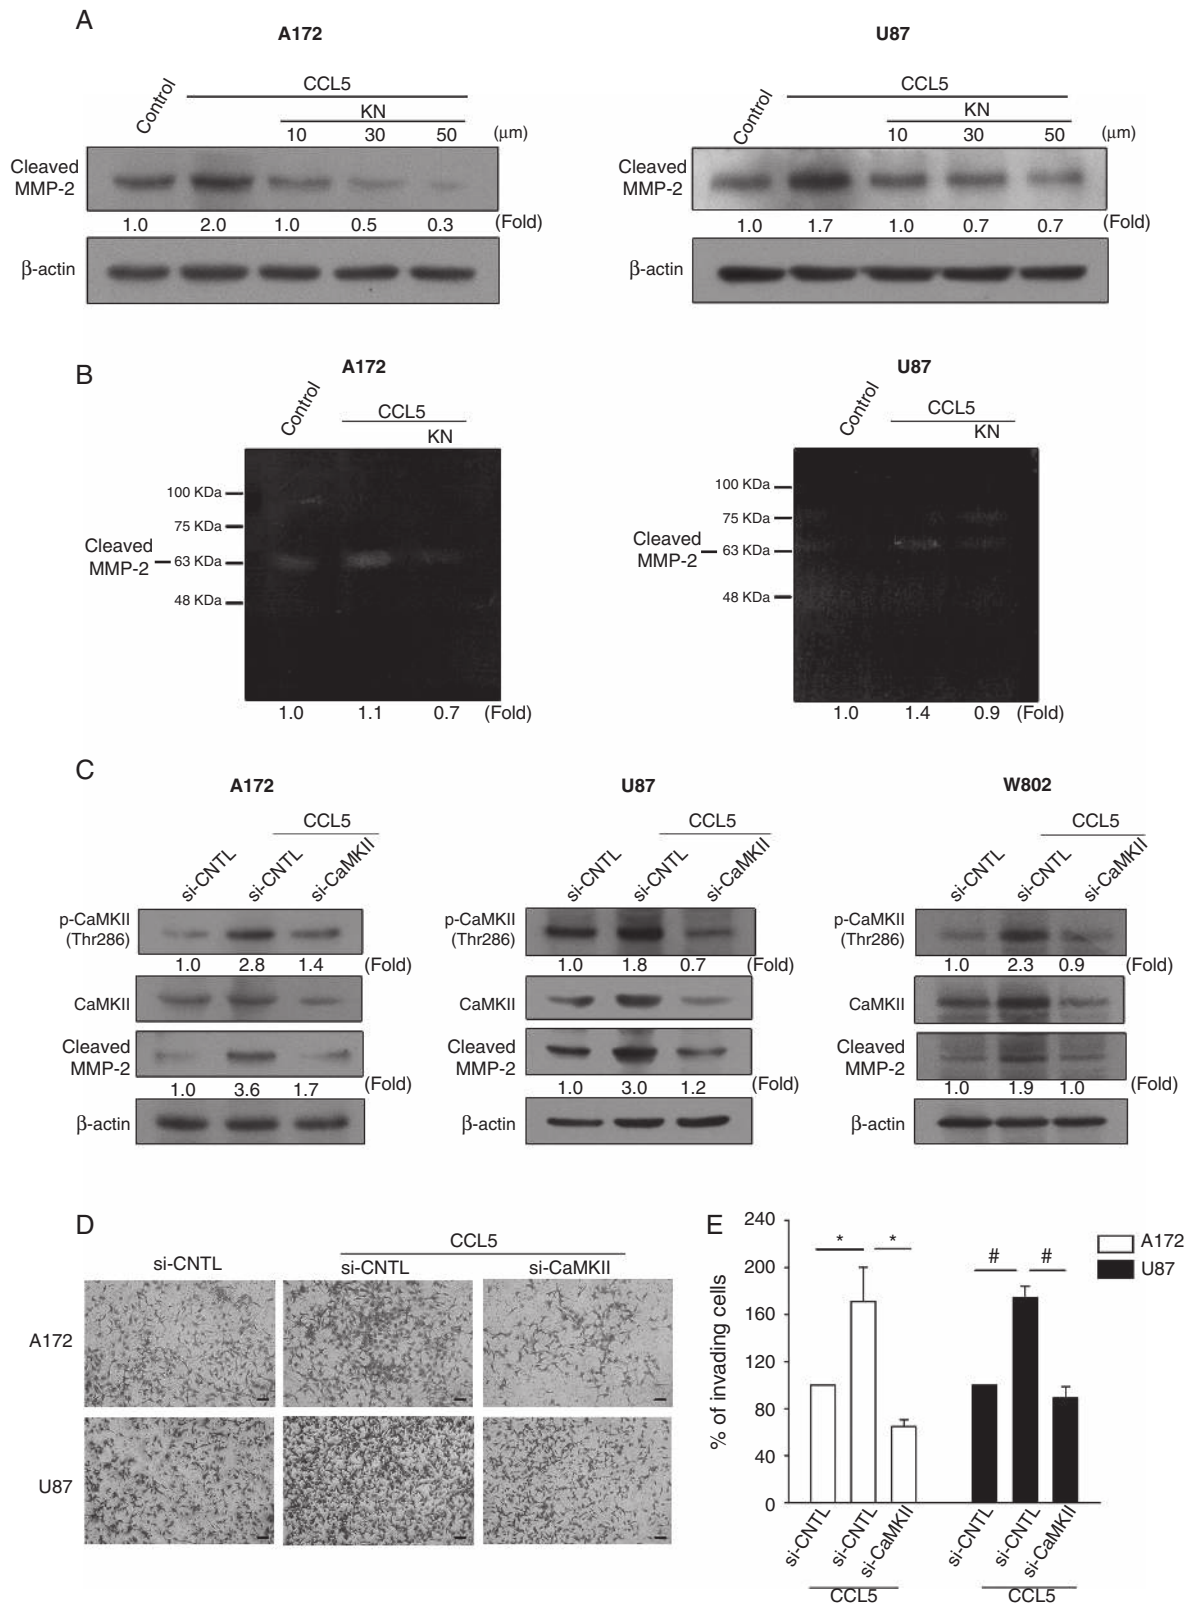 A
A172 U87
Control CCL5 Control CCL5
KN KN
10 30 50 (μm) 10 30 50 (μm)
Cleaved MMP-2 Cleaved MMP-2
1.0 2.0 1.0 0.5 0.3 (Fold) 1.0 1.7 1.0 0.7 0.7 (Fold)
β-actin β-actin
B
A172 U87
Control CCL5 Control CCL5
KN KN
100 KDa 100 KDa
75 KDa 75 KDa
Cleaved MMP-2 63 KDa Cleaved MMP-2 63 KDa
48 KDa 48 KDa
1.0 1.1 0.7 (Fold) 1.0 1.4 0.9 (Fold)
C
A172 U87 W802
CCL5 CCL5 CCL5
si-CNTL si-CNTL si-CaMKII si-CNTL si-CNTL si-CaMKII si-CNTL si-CNTL si-CaMKII
p-CaMKII (Thr286) p-CaMKII (Thr286) p-CaMKII (Thr286)
1.0 2.8 1.4 (Fold) 1.0 1.8 0.7 (Fold) 1.0 2.3 0.9 (Fold)
CaMKII CaMKII CaMKII
Cleaved MMP-2 Cleaved MMP-2 Cleaved MMP-2
1.0 3.6 1.7 (Fold) 1.0 3.0 1.2 (Fold) 1.0 1.9 1.0 (Fold)
β-actin β-actin β-actin
D
CCL5
si-CNTL si-CNTL si-CaMKII
A172
U87
E
% of invading cells
240
200
160
120
80
40
0
* *
# #
A172
U87
si-CNTL si-CNTL si-CaMKII si-CNTL si-CNTL si-CaMKII
CCL5 CCL5